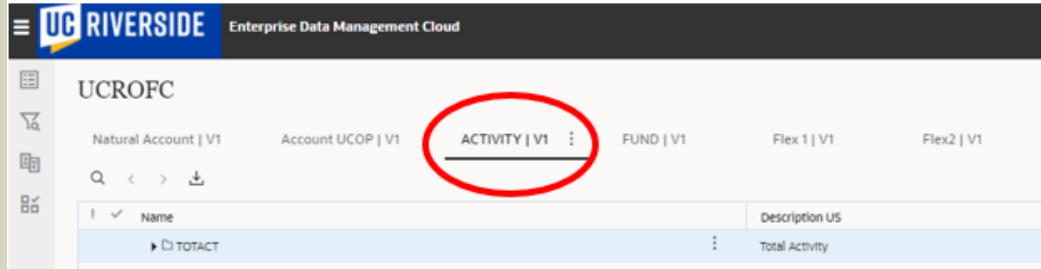 UC RIVERSIDE Enterprise Data Management Cloud
UCROFC
Natural Account | V1 Account UCOP | V1 ACTIVITY | V1 FUND | V1 Flex 1 | V1 Flex2 | V1
Name Description US
TOTACT Total Activity